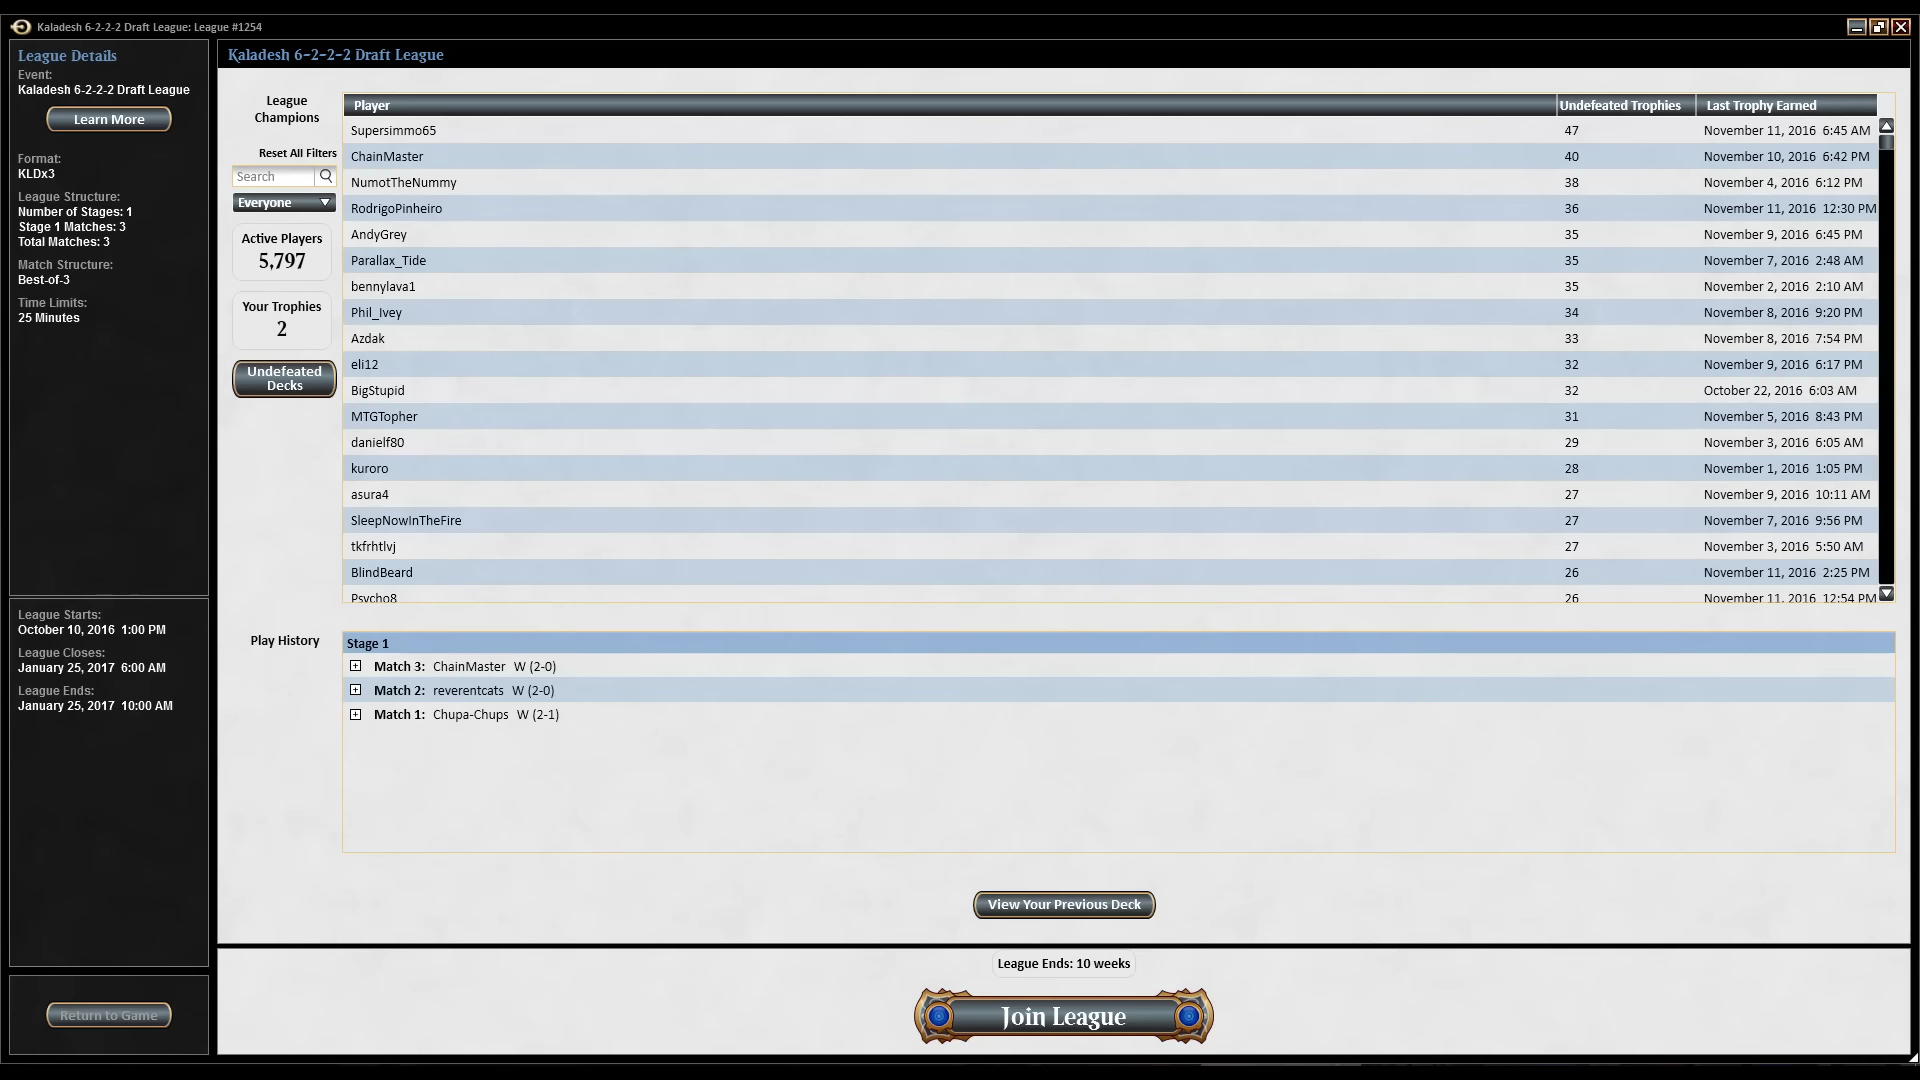 Kaladesh 6-2-2-2 Draft League: League #1254
League Details
Event:
Kaladesh 6-2-2-2 Draft League
Learn More
Format:
KLDx3
League Structure:
Number of Stages: 1
Stage 1 Matches: 3
Total Matches: 3
Match Structure:
Best-of-3
Time Limits:
25 Minutes
League Starts:
October 10, 2016 1:00 PM
League Closes:
January 25, 2017 6:00 AM
League Ends:
January 25, 2017 10:00 AM
Return to Game
Kaladesh 6-2-2-2 Draft League
League
Champions
Reset All Filters
Search
Everyone
Active Players
5,797
Your Trophies
2
Undefeated
Decks
Player Undefeated Trophies Last Trophy Earned
Supersimmo65 47 November 11, 2016 6:45 AM
ChainMaster 40 November 10, 2016 6:42 PM
NumotTheNummy 38 November 4, 2016 6:12 PM
RodrigoPinheiro 36 November 11, 2016 12:30 PM
AndyGrey 35 November 9, 2016 6:45 PM
Parallax_Tide 35 November 7, 2016 2:48 AM
bennylava1 35 November 2, 2016 2:10 AM
Phil_Ivey 34 November 8, 2016 9:20 PM
Azdak 33 November 8, 2016 7:54 PM
eli12 32 November 9, 2016 6:17 PM
BigStupid 32 October 22, 2016 6:03 AM
MTGTopher 31 November 5, 2016 8:43 PM
danielf80 29 November 3, 2016 6:05 AM
kuroro 28 November 1, 2016 1:05 PM
asura4 27 November 9, 2016 10:11 AM
SleepNowInTheFire 27 November 7, 2016 9:56 PM
tkfrhtlvj 27 November 3, 2016 5:50 AM
BlindBeard 26 November 11, 2016 2:25 PM
Psycho8 26 November 11, 2016 12:54 PM
Play History
Stage 1
Match 3: ChainMaster W (2-0)
Match 2: reverentcats W (2-0)
Match 1: Chupa-Chups W (2-1)
View Your Previous Deck
League Ends: 10 weeks
Join League